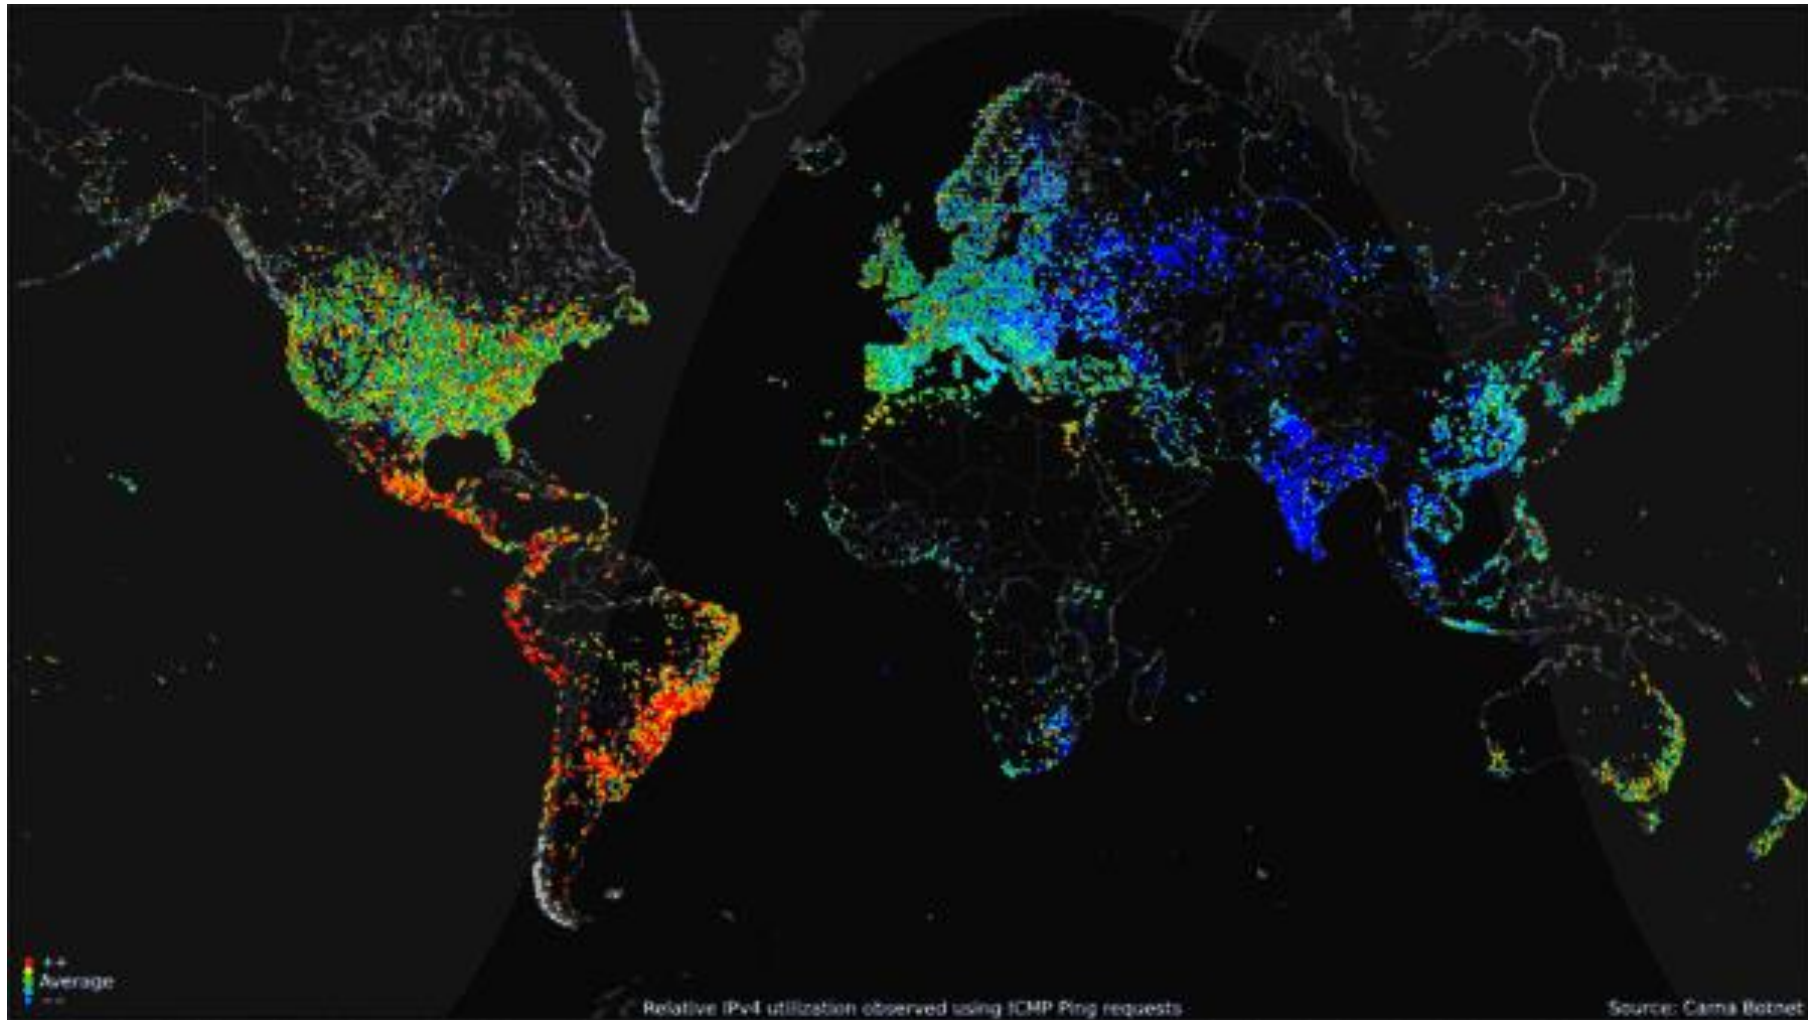 ++
Average
--
Relative IPv4 utilization observed using ICMP Ping requests
Source: Carna Botnet